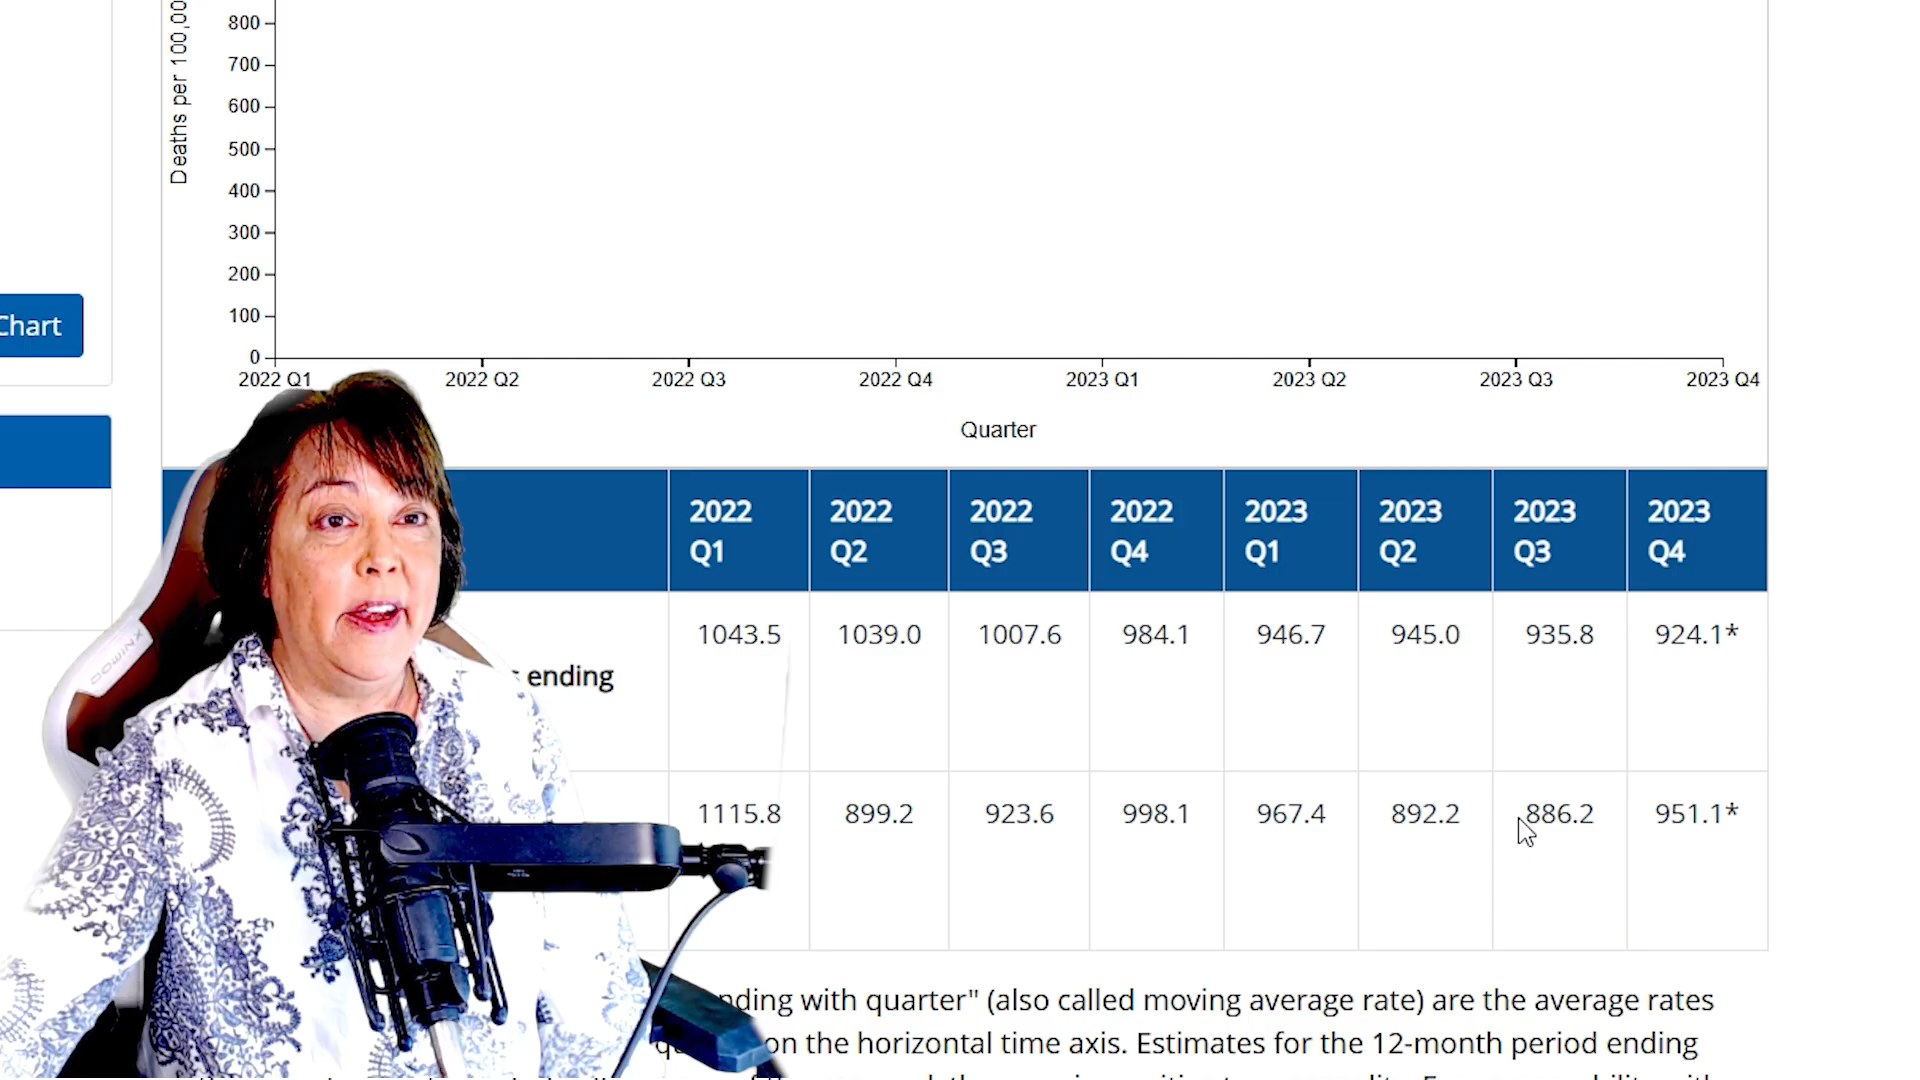 Deaths per 100,00
800
700
600
500
400
300
200
100
0
2022 Q1 2022 Q2 2022 Q3 2022 Q4 2023 Q1 2023 Q2 2023 Q3 2023 Q4
Quarter
Chart
2022 Q1 2022 Q2 2022 Q3 2022 Q4 2023 Q1 2023 Q2 2023 Q3 2023 Q4
1043.5 1039.0 1007.6 984.1 946.7 945.0 935.8 924.1*
ending
1115.8 899.2 923.6 998.1 967.4 892.2 886.2 951.1*
DOWINX
nding with quarter" (also called moving average rate) are the average rates
on the horizontal time axis. Estimates for the 12-month period ending